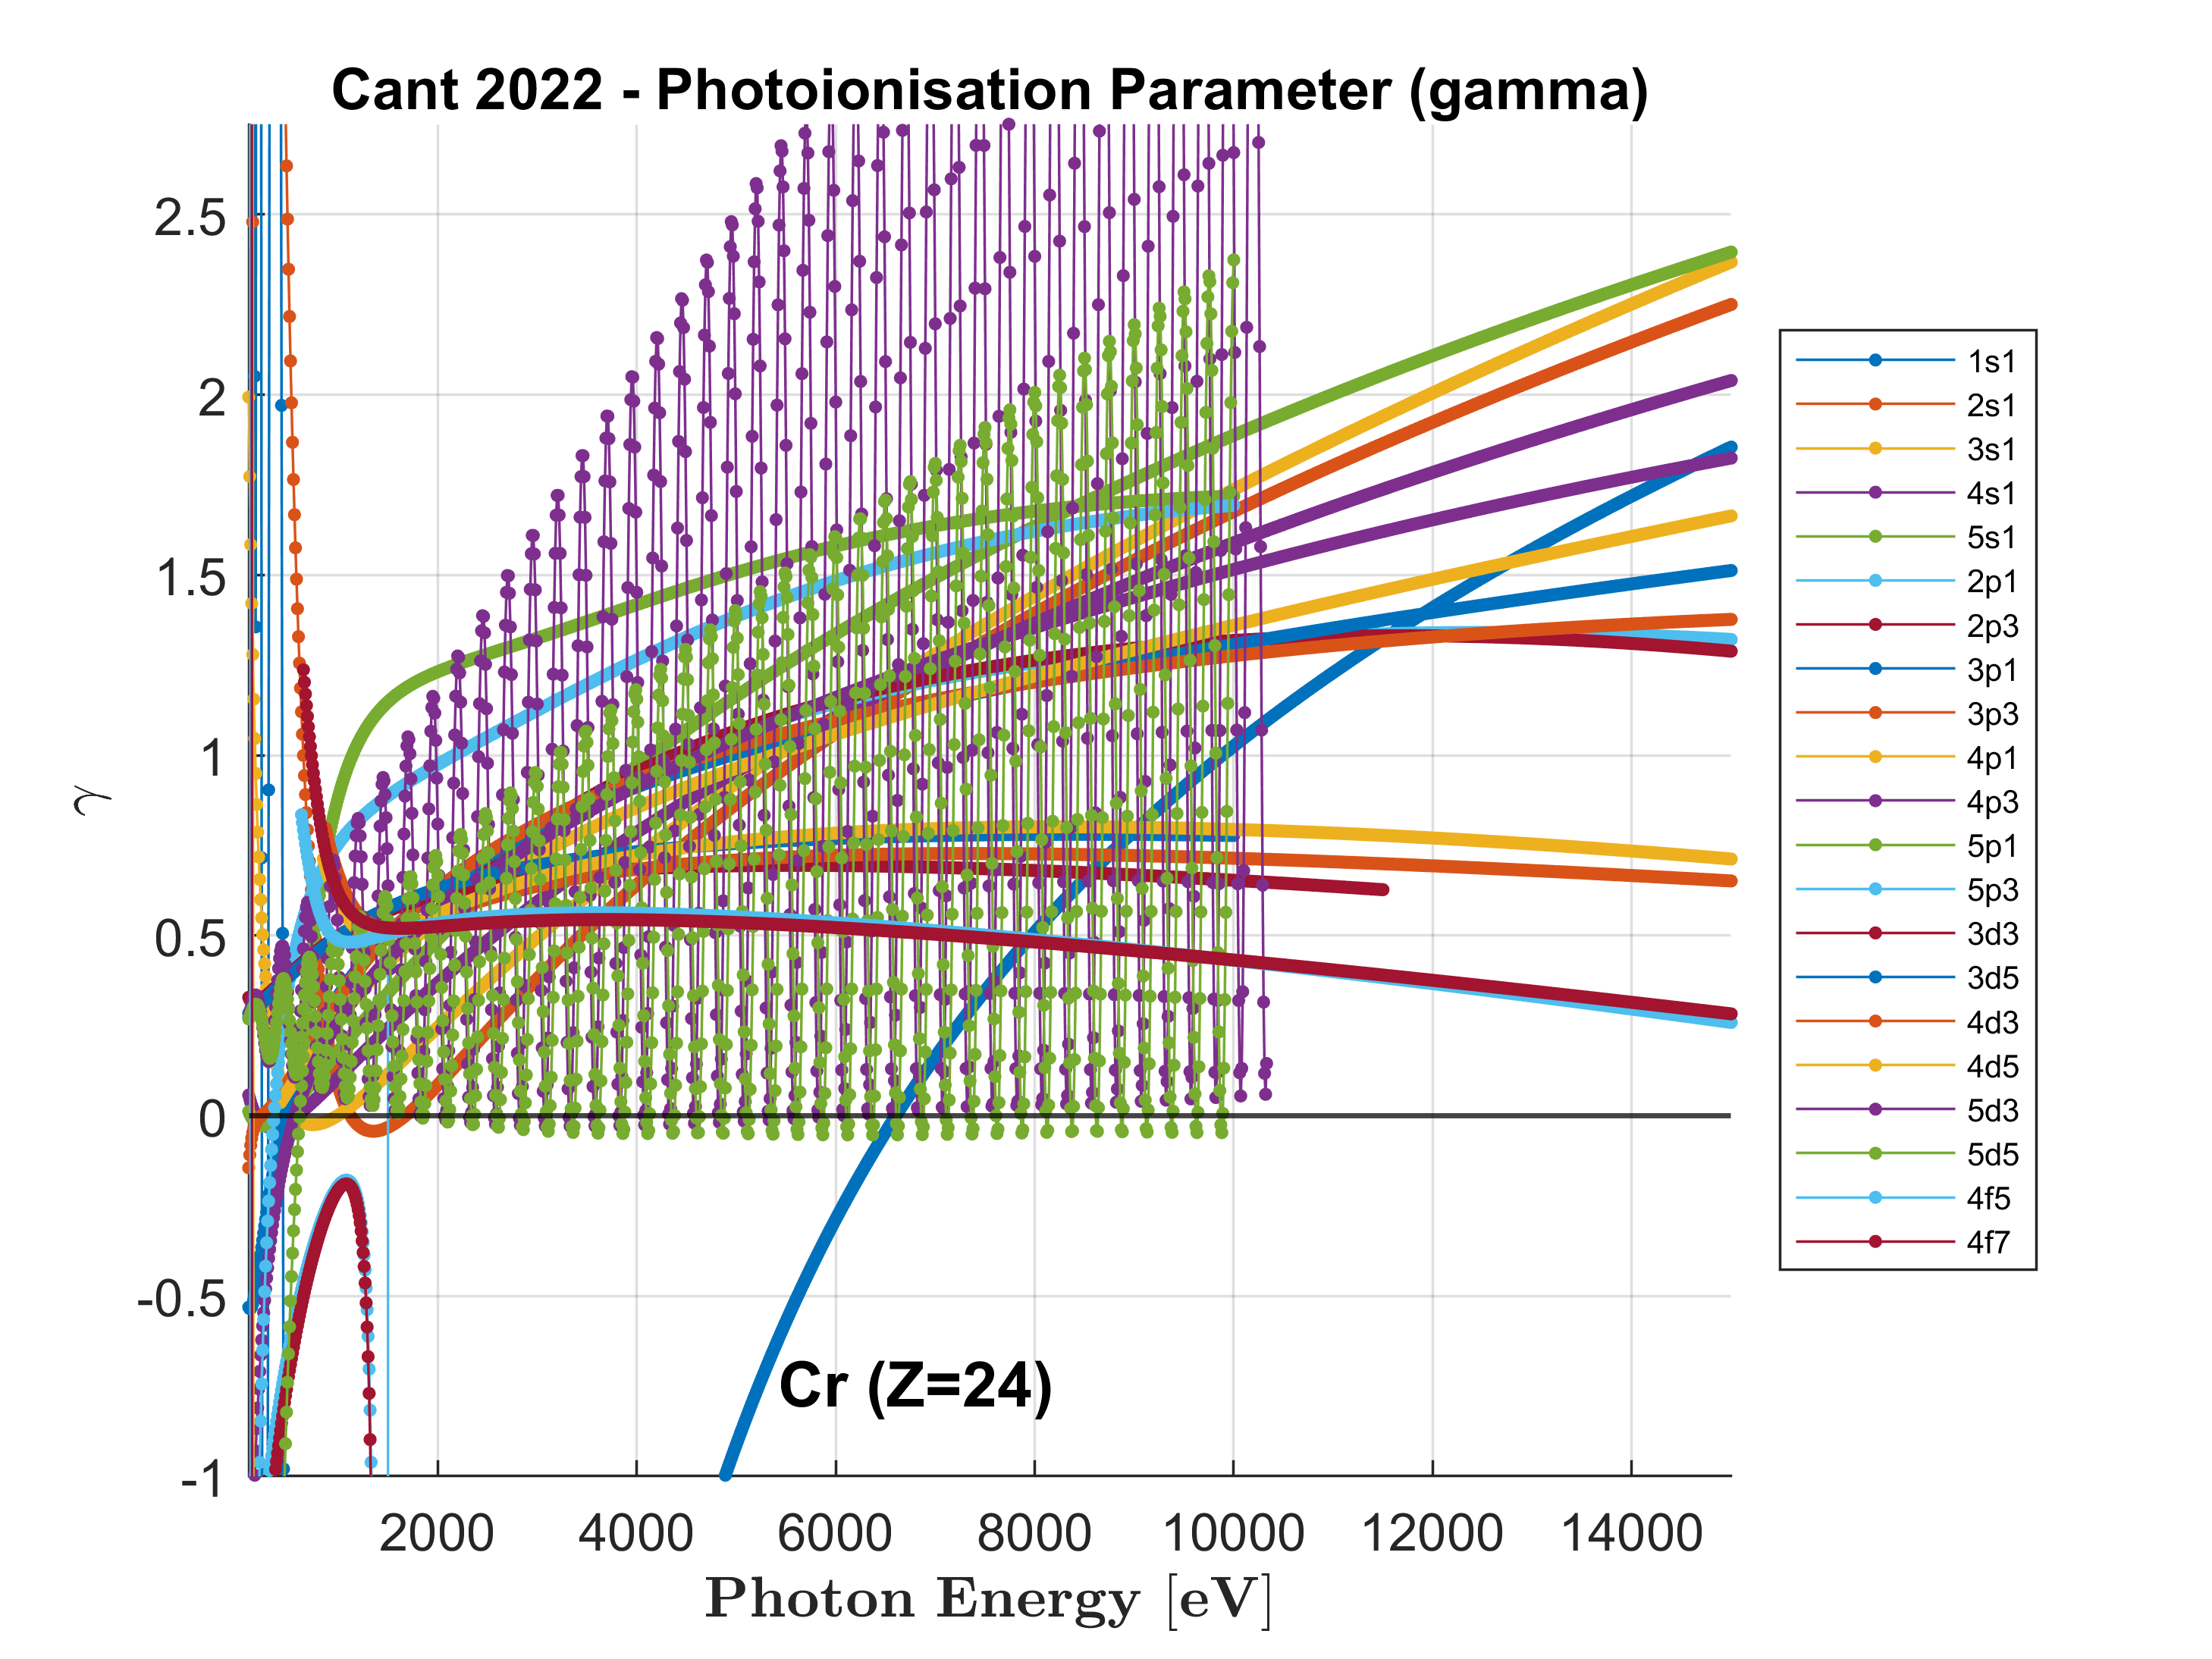 Cant 2022 - Photoionisation Parameter (gamma)
2.5
2
1.5
1
0.5
0
-0.5
-1
γ
2000 4000 6000 8000 10000 12000 14000
Photon Energy [eV]
Cr (Z=24)
1s1
2s1
3s1
4s1
5s1
2p1
2p3
3p1
3p3
4p1
4p3
5p1
5p3
3d3
3d5
4d3
4d5
5d3
5d5
4f5
4f7